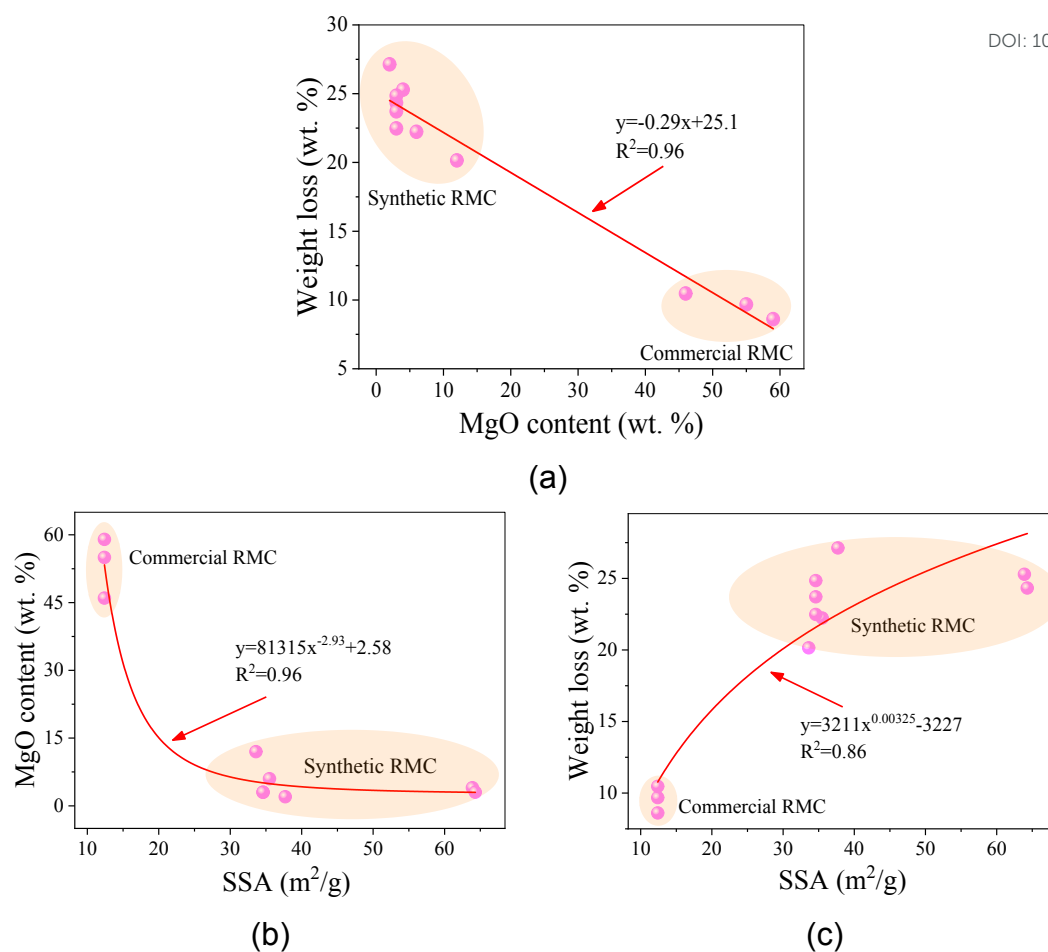 DOI: 10
30
25
20
15
10
5
Weight loss (wt. %)
y=-0.29x+25.1
R²=0.96
Synthetic RMC
Commercial RMC
0 10 20 30 40 50 60
MgO content (wt. %)
(a)
60
45
30
15
0
MgO content (wt. %)
Commercial RMC
y=81315x^-2.93+2.58
R²=0.96
Synthetic RMC
10 20 30 40 50 60
SSA (m²/g)
(b)
25
20
15
10
Weight loss (wt. %)
Synthetic RMC
y=3211x^0.00325-3227
R²=0.86
Commercial RMC
10 20 30 40 50 60
SSA (m²/g)
(c)